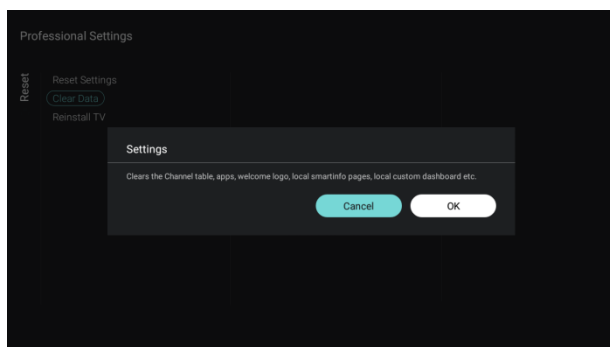 Professional Settings
Reset
Reset Settings
Clear Data
Reinstall TV
Settings
Clears the Channel table, apps, welcome logo, local smartinfo pages, local custom dashboard etc.
Cancel
OK